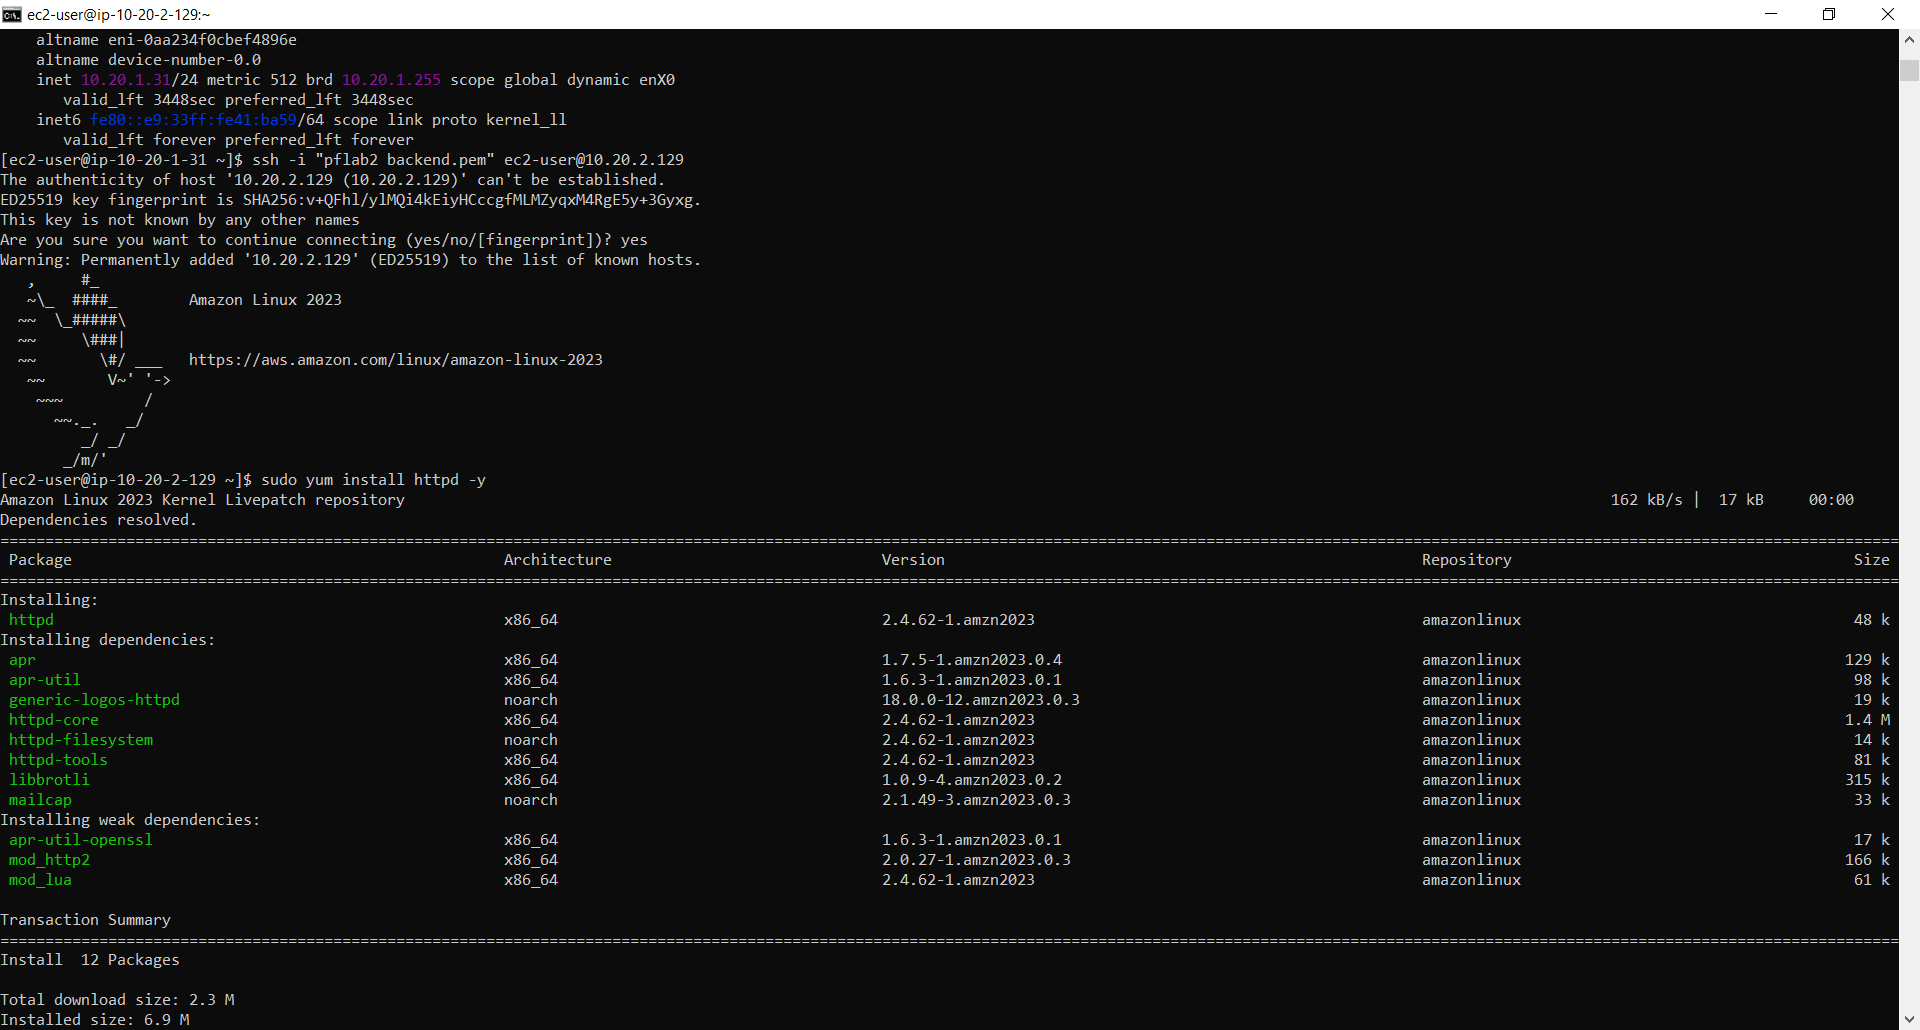 ec2-user@ip-10-20-2-129:~
    altname eni-0aa234f0cbef4896e
    altname device-number-0.0
    inet 10.20.1.31/24 metric 512 brd 10.20.1.255 scope global dynamic enX0
       valid_lft 3448sec preferred_lft 3448sec
    inet6 fe80::e9:33ff:fe41:ba59/64 scope link proto kernel_ll
       valid_lft forever preferred_lft forever
[ec2-user@ip-10-20-1-31 ~]$ ssh -i "pflab2 backend.pem" ec2-user@10.20.2.129
The authenticity of host '10.20.2.129 (10.20.2.129)' can't be established.
ED25519 key fingerprint is SHA256:v+QFhl/ylMQi4kEiyHCccgfMLMZyqxM4RgE5y+3Gyxg.
This key is not known by any other names
Are you sure you want to continue connecting (yes/no/[fingerprint])? yes
Warning: Permanently added '10.20.2.129' (ED25519) to the list of known hosts.
   ,     #_
   ~\_  ####_        Amazon Linux 2023
  ~~  \_#####\
  ~~     \###|
  ~~       \#/ ___   https://aws.amazon.com/linux/amazon-linux-2023
   ~~       V~' '->
    ~~~         /
      ~~._.   _/
         _/ _/
       _/m/'
[ec2-user@ip-10-20-2-129 ~]$ sudo yum install httpd -y
Amazon Linux 2023 Kernel Livepatch repository 162 kB/s | 17 kB 00:00
Dependencies resolved.
Package Architecture Version Repository Size
Installing:
httpd x86_64 2.4.62-1.amzn2023 amazonlinux 48 k
Installing dependencies:
apr x86_64 1.7.5-1.amzn2023.0.4 amazonlinux 129 k
apr-util x86_64 1.6.3-1.amzn2023.0.1 amazonlinux 98 k
generic-logos-httpd noarch 18.0.0-12.amzn2023.0.3 amazonlinux 19 k
httpd-core x86_64 2.4.62-1.amzn2023 amazonlinux 1.4 M
httpd-filesystem noarch 2.4.62-1.amzn2023 amazonlinux 14 k
httpd-tools x86_64 2.4.62-1.amzn2023 amazonlinux 81 k
libbrotli x86_64 1.0.9-4.amzn2023.0.2 amazonlinux 315 k
mailcap noarch 2.1.49-3.amzn2023.0.3 amazonlinux 33 k
Installing weak dependencies:
apr-util-openssl x86_64 1.6.3-1.amzn2023.0.1 amazonlinux 17 k
mod_http2 x86_64 2.0.27-1.amzn2023.0.3 amazonlinux 166 k
mod_lua x86_64 2.4.62-1.amzn2023 amazonlinux 61 k
Transaction Summary
Install  12 Packages
Total download size: 2.3 M
Installed size: 6.9 M